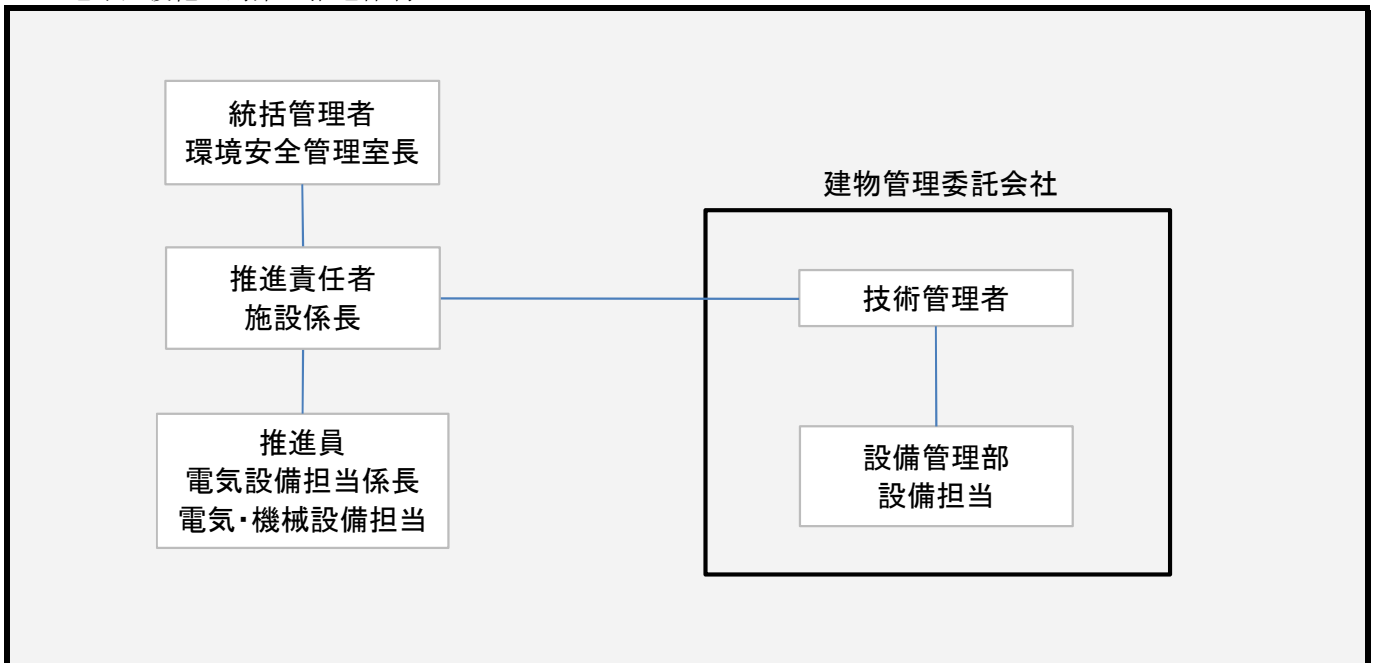 統括管理者
環境安全管理室長
建物管理委託会社
推進責任者
施設係長
技術管理者
推進員
電気設備担当係長
電気・機械設備担当
設備管理部
設備担当